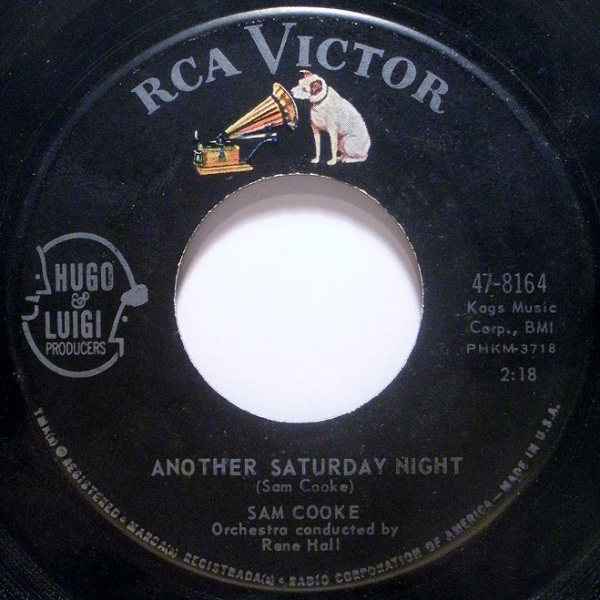 RCA VICTOR
HUGO
&
LUIGI
PRODUCERS
47-8164
Kags Music
Corp., BMI
PHKM-3718
2:18
ANOTHER SATURDAY NIGHT
(Sam Cooke)
SAM COOKE
Orchestra conducted by
Rene Hall
TMK(s) ® REGISTERED • MARCA(s) REGISTRADA(s) • RADIO CORPORATION OF AMERICA — MADE IN U.S.A.